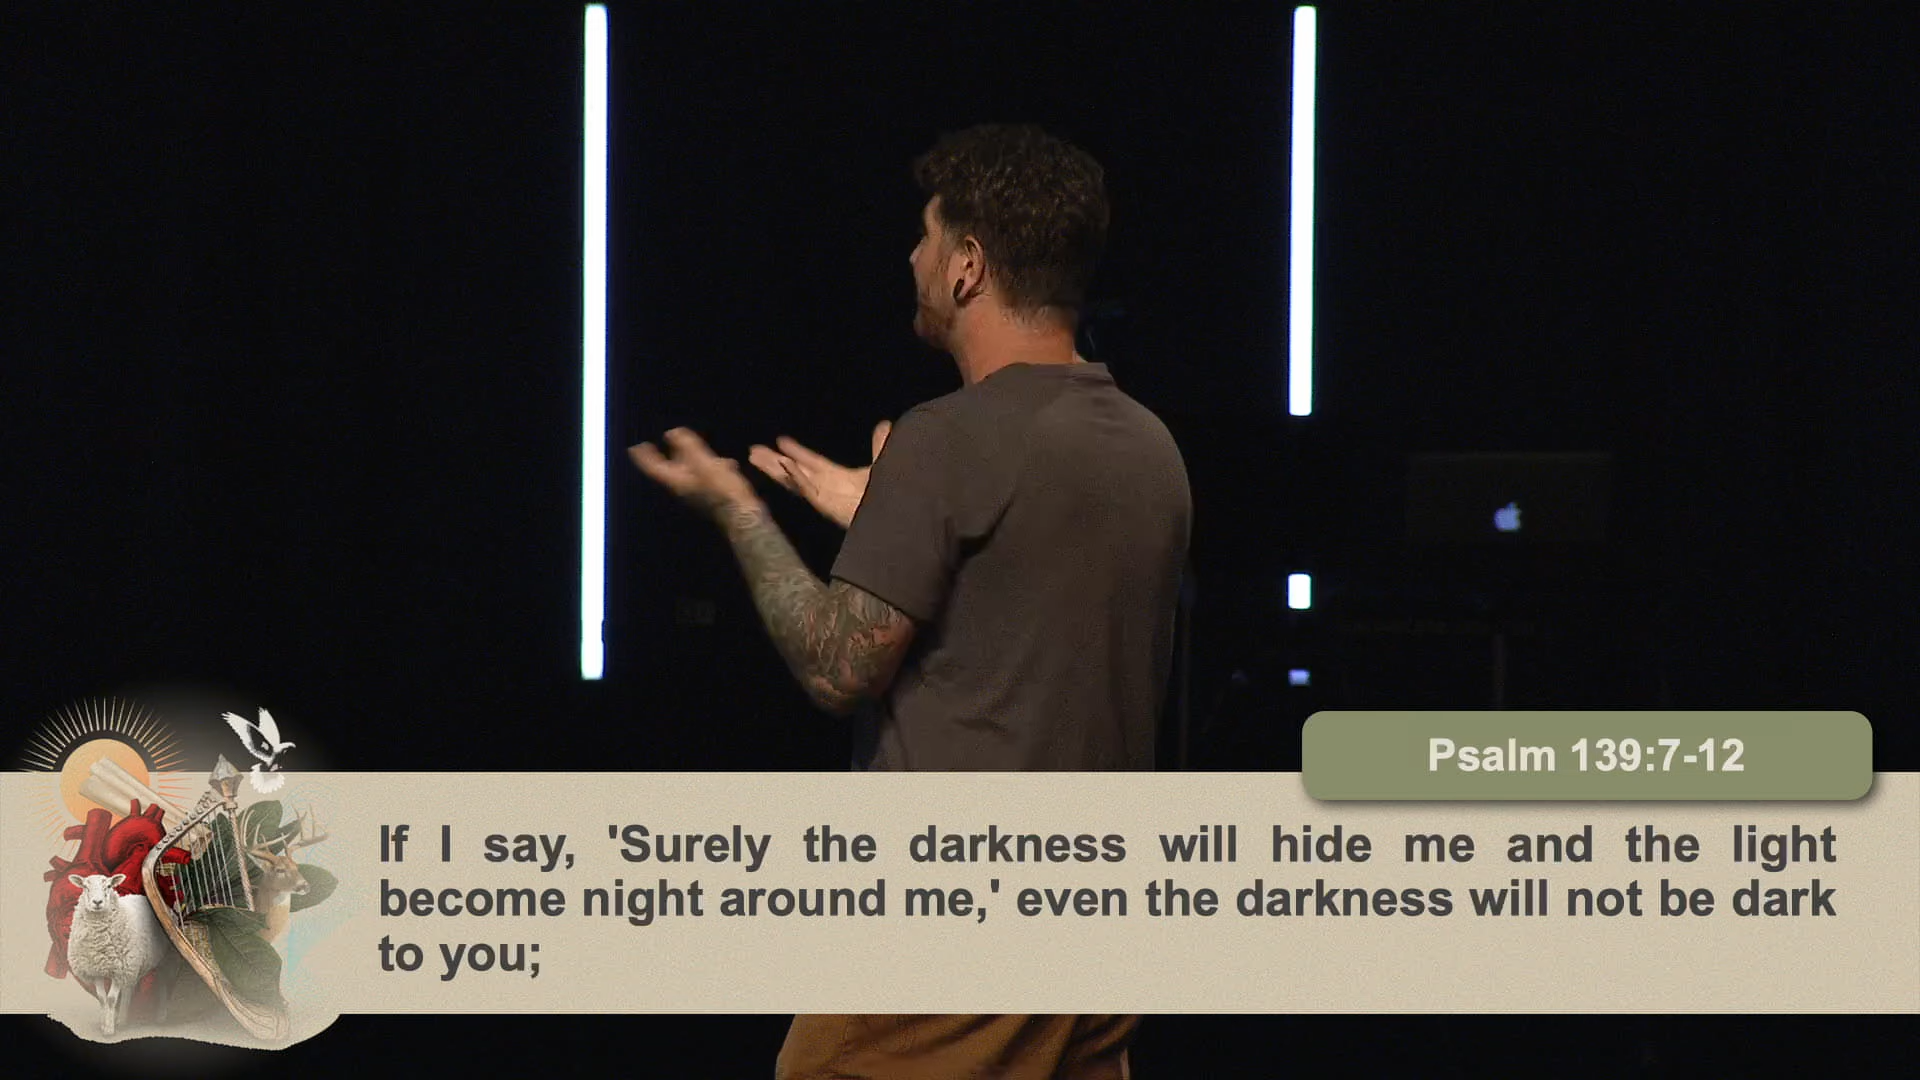 Psalm 139:7-12
If I say, 'Surely the darkness will hide me and the light
become night around me,' even the darkness will not be dark
to you;